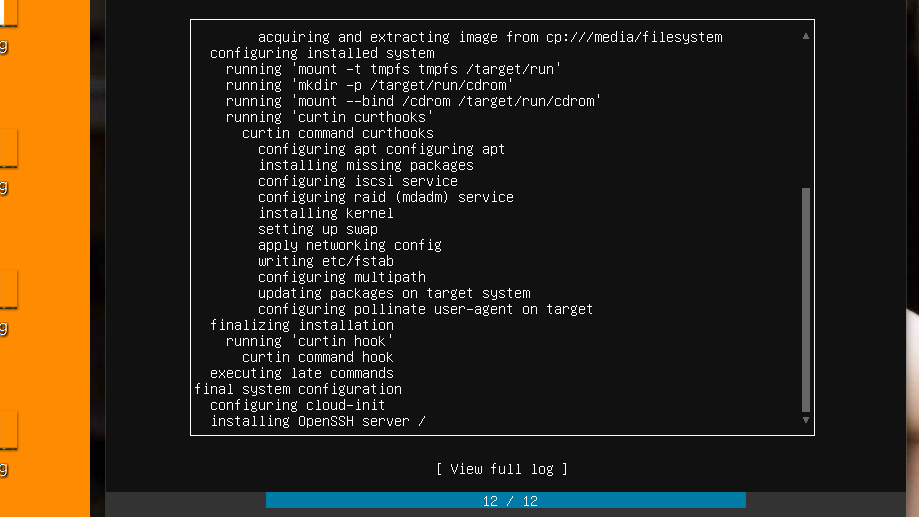 acquiring and extracting image from cp:///media/filesystem
configuring installed system
running 'mount -t tmpfs tmpfs /target/run'
running 'mkdir -p /target/run/cdrom'
running 'mount --bind /cdrom /target/run/cdrom'
running 'curtin curthooks'
curtin command curthooks
configuring apt configuring apt
installing missing packages
configuring iscsi service
configuring raid (mdadm) service
installing kernel
setting up swap
apply networking config
writing etc/fstab
configuring multipath
updating packages on target system
configuring pollinate user-agent on target
finalizing installation
running 'curtin hook'
curtin command hook
executing late commands
final system configuration
configuring cloud-init
installing OpenSSH server /
[ View full log ]
12 / 12
g
g
g
g